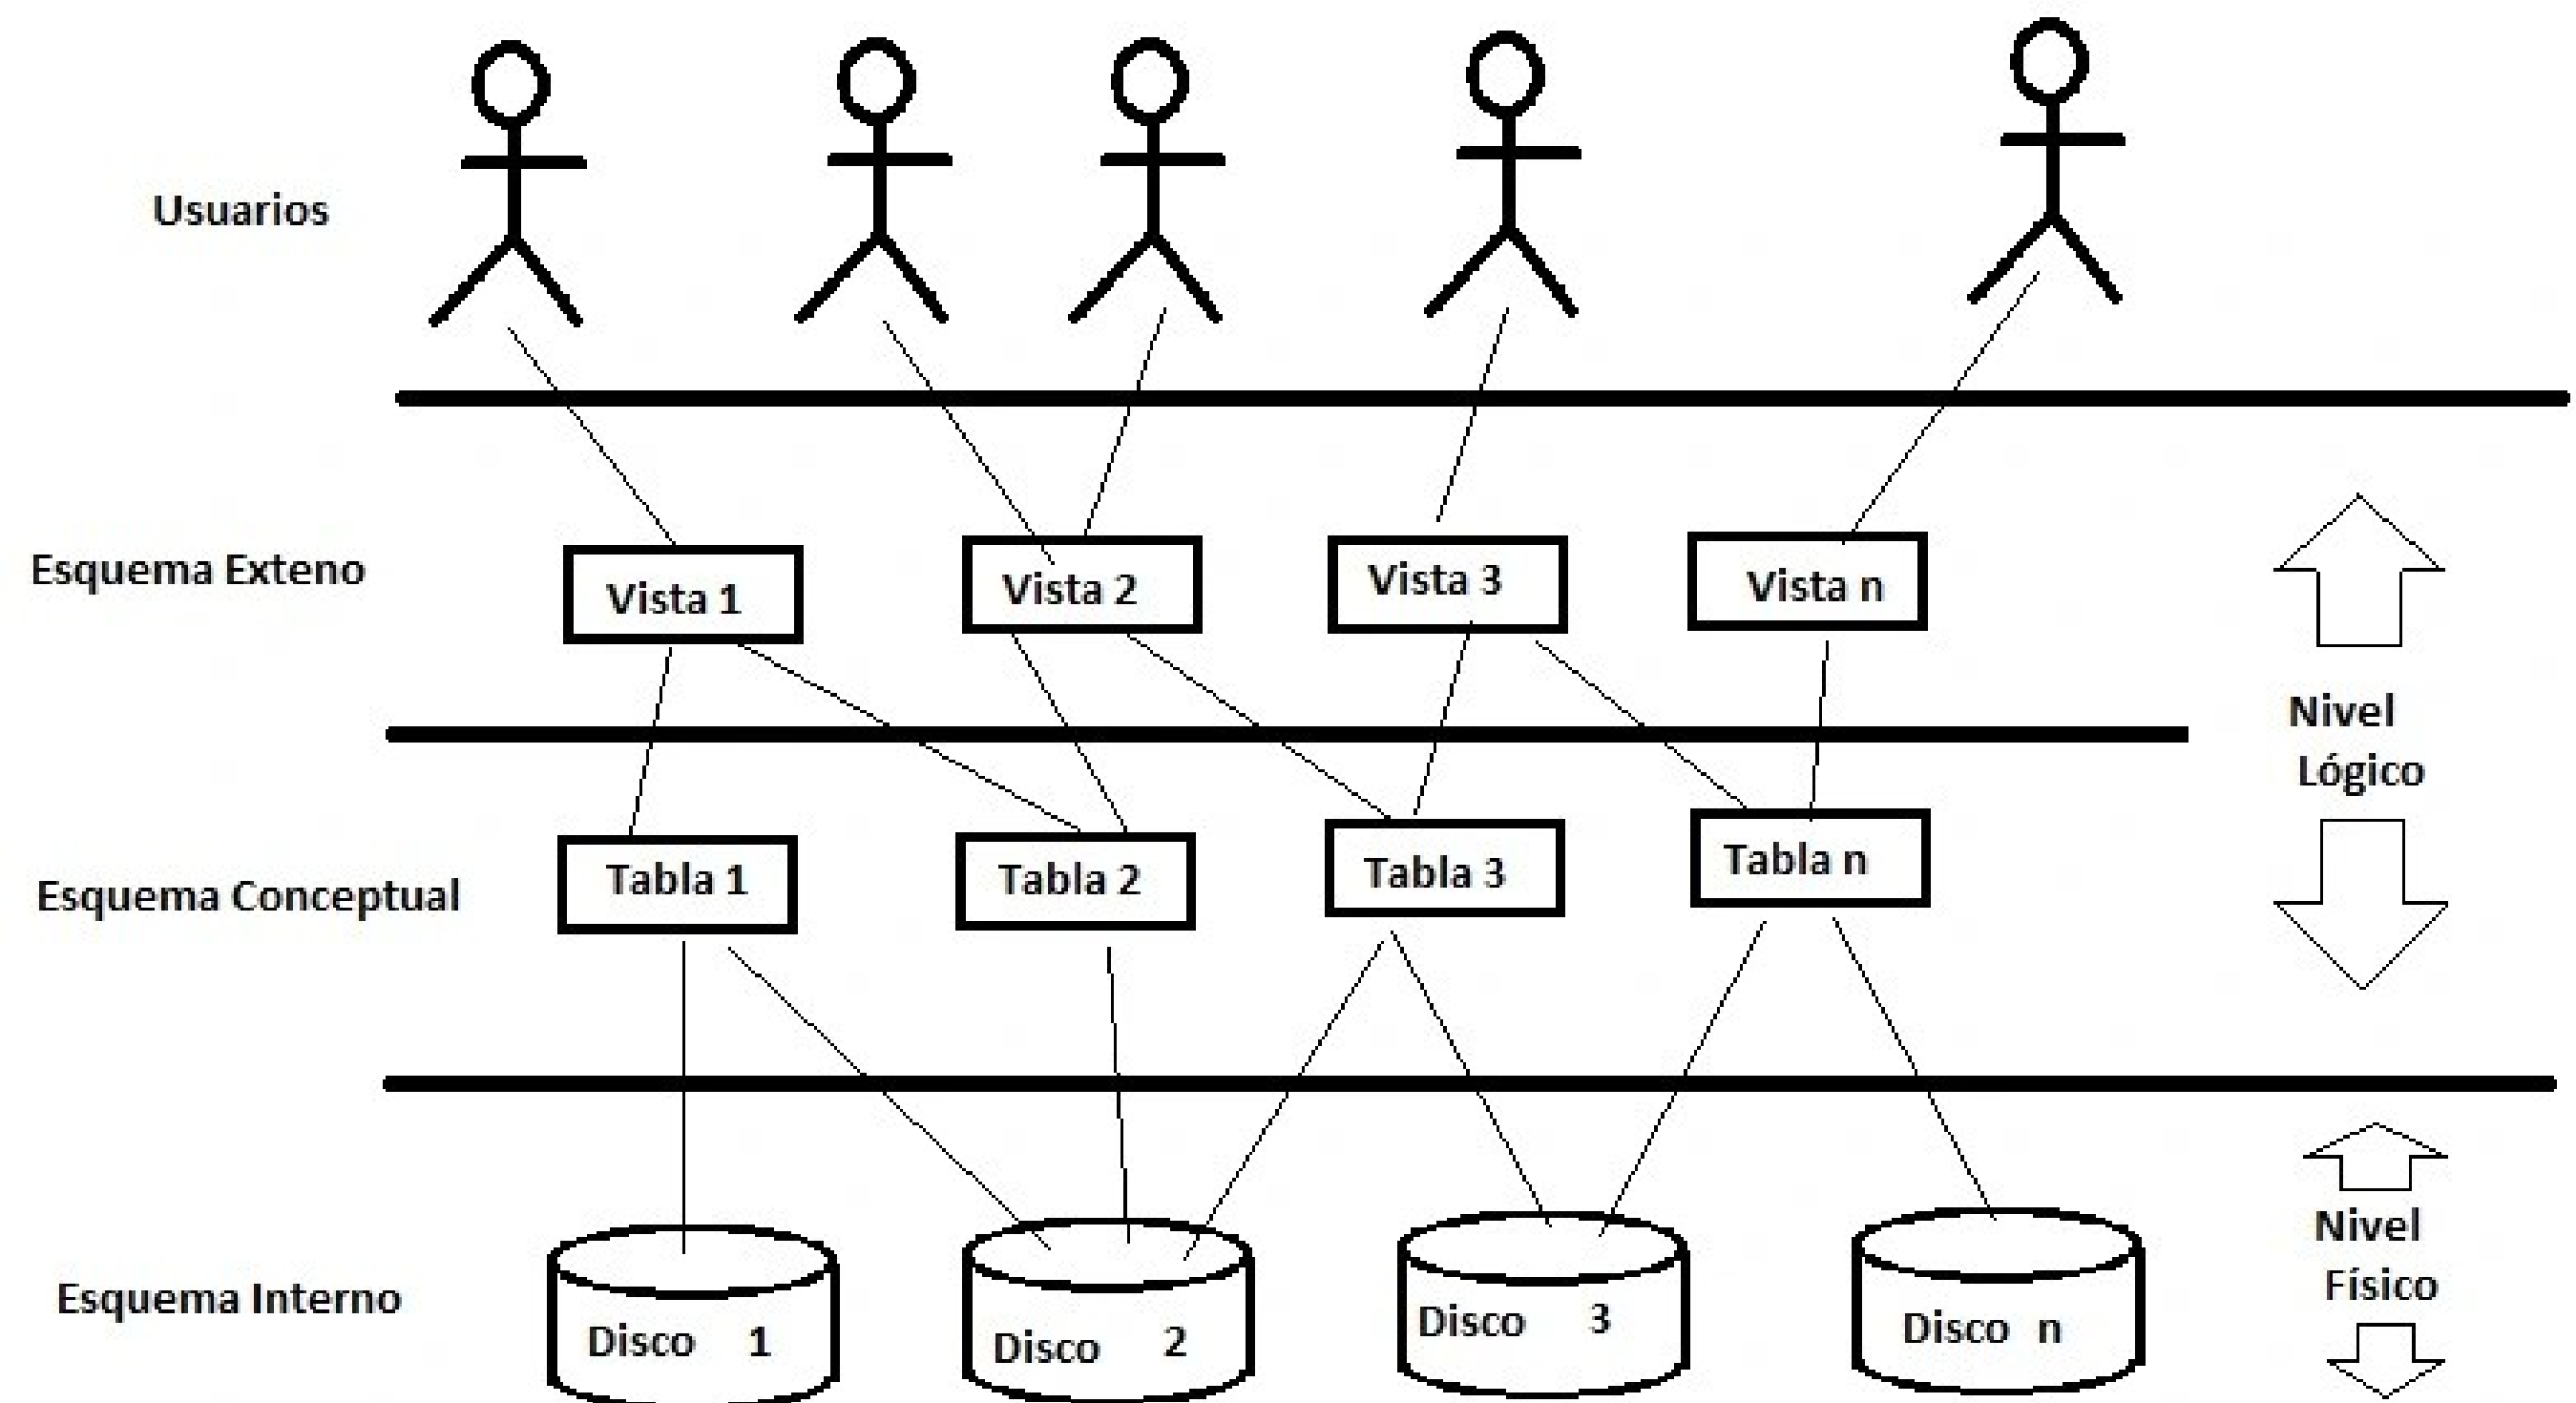 Usuarios
Esquema Exteno
Vista 1
Vista 2
Vista 3
Vista n
Nivel
Lógico
Esquema Conceptual
Tabla 1
Tabla 2
Tabla 3
Tabla n
Esquema Interno
Disco 1
Disco 2
Disco 3
Disco n
Nivel
Físico